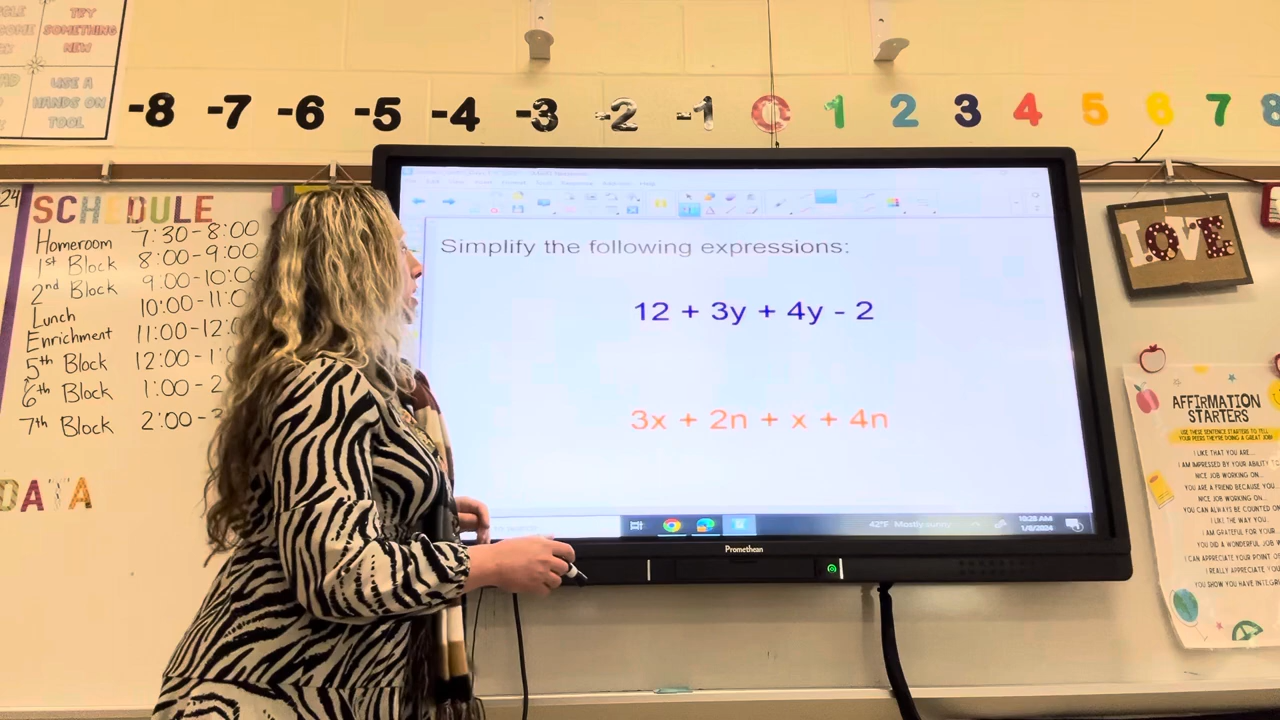 TRY
SOMETHING
NEW
USE A
HANDS ON
TOOL
-8 -7 -6 -5 -4 -3 -2 -1 1 2 3 4 5 6 7 8
24
SCHEDULE
Homeroom 7:30-8:00
1st Block 8:00-9:00
2nd Block 9:00-10:00
Lunch 10:00-11:0
Enrichment 11:00-12:
5th Block 12:00-1:
6th Block 1:00-2
7th Block 2:00-3
DATA
Simplify the following expressions:
12 + 3y + 4y - 2
3x + 2n + x + 4n
42°F Mostly sunny
10:28 AM
Promethean
LOVE
AFFIRMATION
STARTERS
USE THESE SENTENCE STARTERS TO TELL
YOUR PEERS THEY'RE DOING A GREAT JOB!
I LIKE THAT YOU ARE...
I AM IMPRESSED BY YOUR ABILITY
NICE JOB WORKING ON...
YOU ARE A FRIEND BECAUSE YOU...
NICE JOB WORKING ON...
YOU CAN ALWAYS BE COUNTED ON
I LIKE THE WAY YOU...
I AM GRATEFUL FOR YOUR
YOU DID A WONDERFUL JOB
I CAN APPRECIATE YOUR POINT
I REALLY APPRECIATE YOU
YOU SHOW YOU HAVE